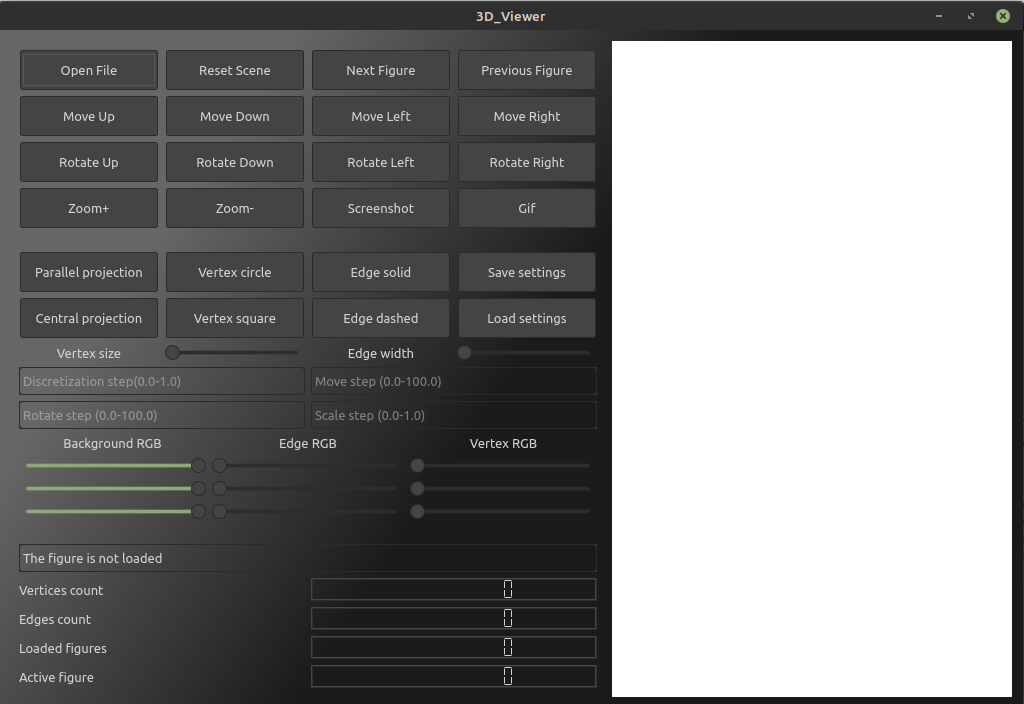 3D_Viewer
Open File Reset Scene Next Figure Previous Figure
Move Up Move Down Move Left Move Right
Rotate Up Rotate Down Rotate Left Rotate Right
Zoom+ Zoom- Screenshot Gif
Parallel projection Vertex circle Edge solid Save settings
Central projection Vertex square Edge dashed Load settings
Vertex size Edge width
Discretization step(0.0-1.0) Move step (0.0-100.0)
Rotate step (0.0-100.0) Scale step (0.0-1.0)
Background RGB Edge RGB Vertex RGB
The figure is not loaded
Vertices count 0
Edges count 0
Loaded figures 0
Active figure 0